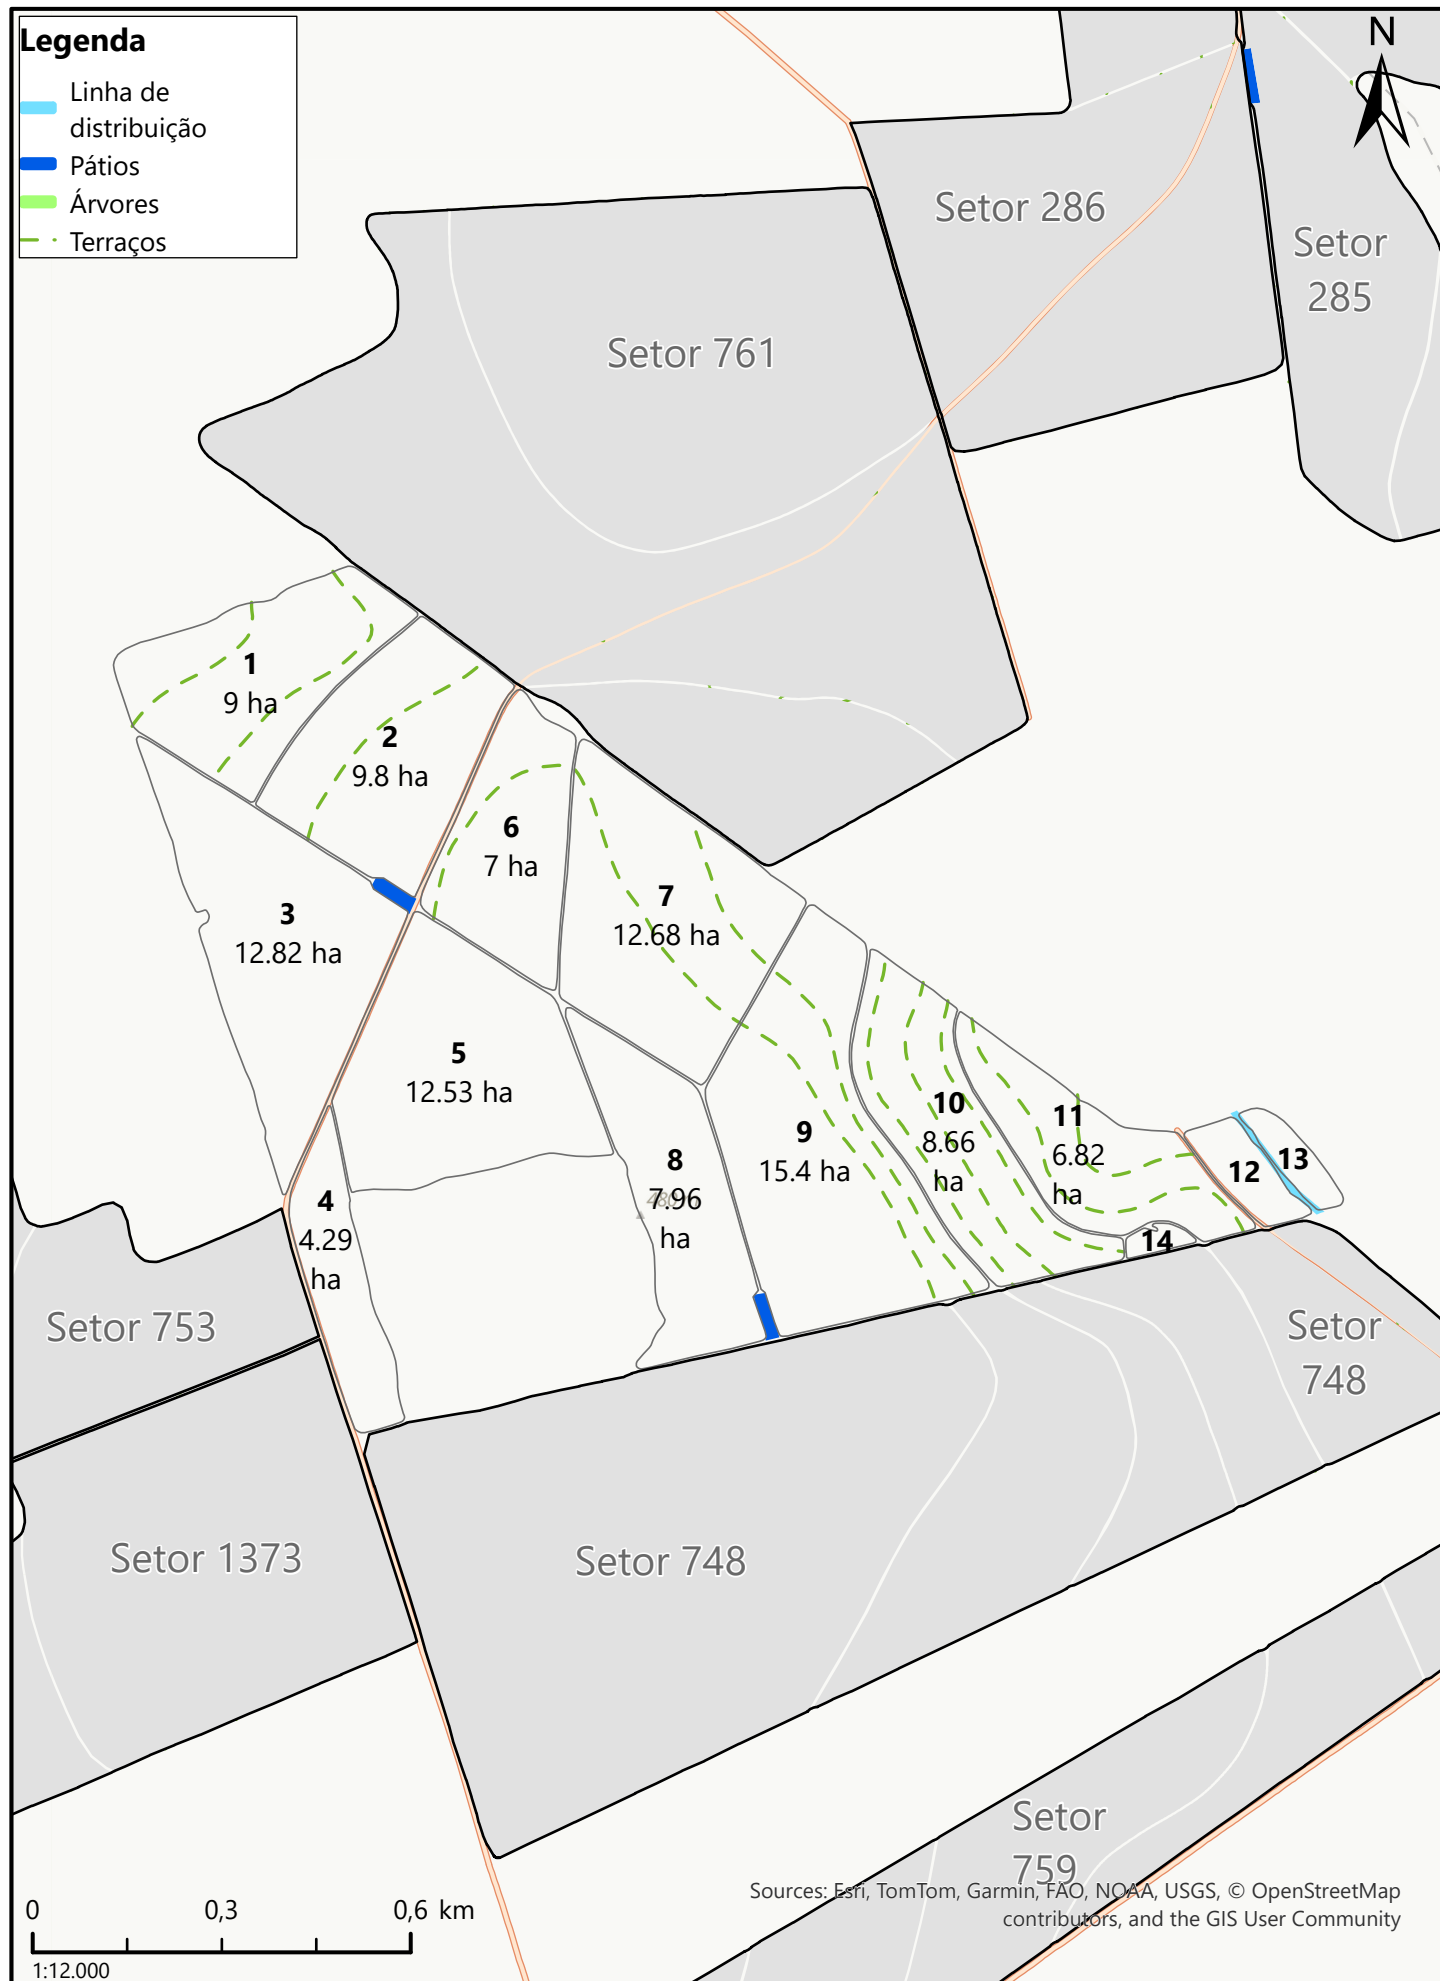 Legenda
Linha de
distribuição
Pátios
Árvores
Terraços
N
Setor 286
Setor
285
Setor 761
1
9 ha
2
9.8 ha
6
7 ha
7
12.68 ha
3
12.82 ha
5
12.53 ha
10
8.66
ha
11
6.82
ha
9
15.4 ha
8
7.96
ha
12
13
14
4
4.29
ha
Setor 753
Setor
748
Setor 1373
Setor 748
Setor
759
Sources: Esri, TomTom, Garmin, FAO, NOAA, USGS, © OpenStreetMap
contributors, and the GIS User Community
0 0,3 0,6 km
1:12.000